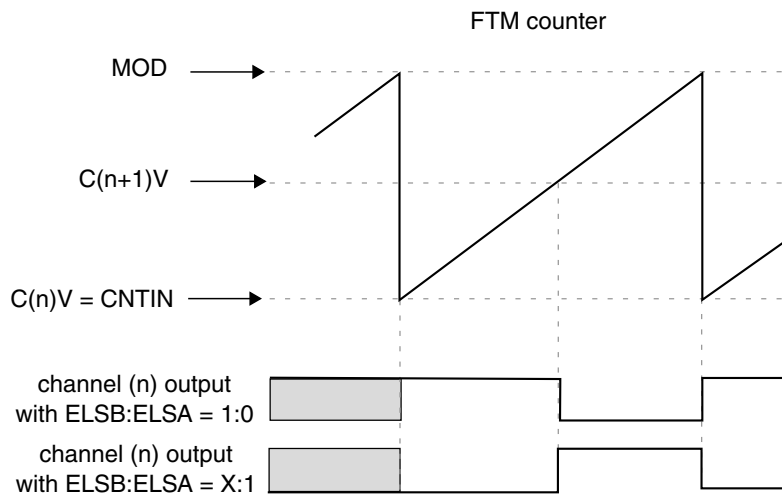 FTM counter
MOD
C(n+1)V
C(n)V = CNTIN
channel (n) output
with ELSB:ELSA = 1:0
channel (n) output
with ELSB:ELSA = X:1